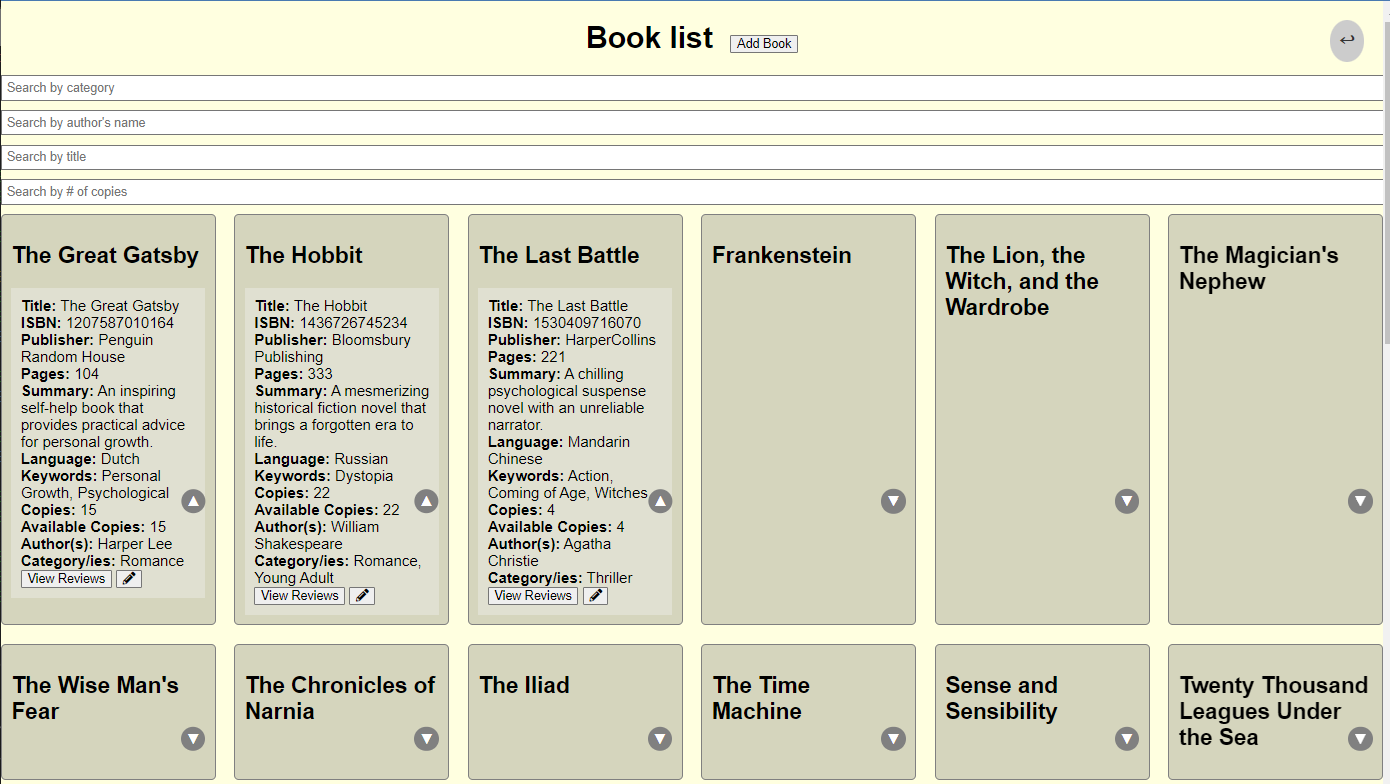 Book list
Add Book
↩
Search by category
Search by author's name
Search by title
Search by # of copies
The Great Gatsby
Title: The Great Gatsby
ISBN: 1207587010164
Publisher: Penguin
Random House
Pages: 104
Summary: An inspiring
self-help book that
provides practical advice
for personal growth.
Language: Dutch
Keywords: Personal
Growth, Psychological
Copies: 15
Available Copies: 15
Author(s): Harper Lee
Category/ies: Romance
View Reviews
The Hobbit
Title: The Hobbit
ISBN: 1436726745234
Publisher: Bloomsbury
Publishing
Pages: 333
Summary: A mesmerizing
historical fiction novel that
brings a forgotten era to
life.
Language: Russian
Keywords: Dystopia
Copies: 22
Available Copies: 22
Author(s): William
Shakespeare
Category/ies: Romance,
Young Adult
View Reviews
The Last Battle
Title: The Last Battle
ISBN: 1530409716070
Publisher: HarperCollins
Pages: 221
Summary: A chilling
psychological suspense
novel with an unreliable
narrator.
Language: Mandarin
Chinese
Keywords: Action,
Coming of Age, Witches
Copies: 4
Available Copies: 4
Author(s): Agatha
Christie
Category/ies: Thriller
View Reviews
Frankenstein
The Lion, the
Witch, and the
Wardrobe
The Magician's
Nephew
The Wise Man's
Fear
The Chronicles of
Narnia
The Iliad
The Time
Machine
Sense and
Sensibility
Twenty Thousand
Leagues Under
the Sea